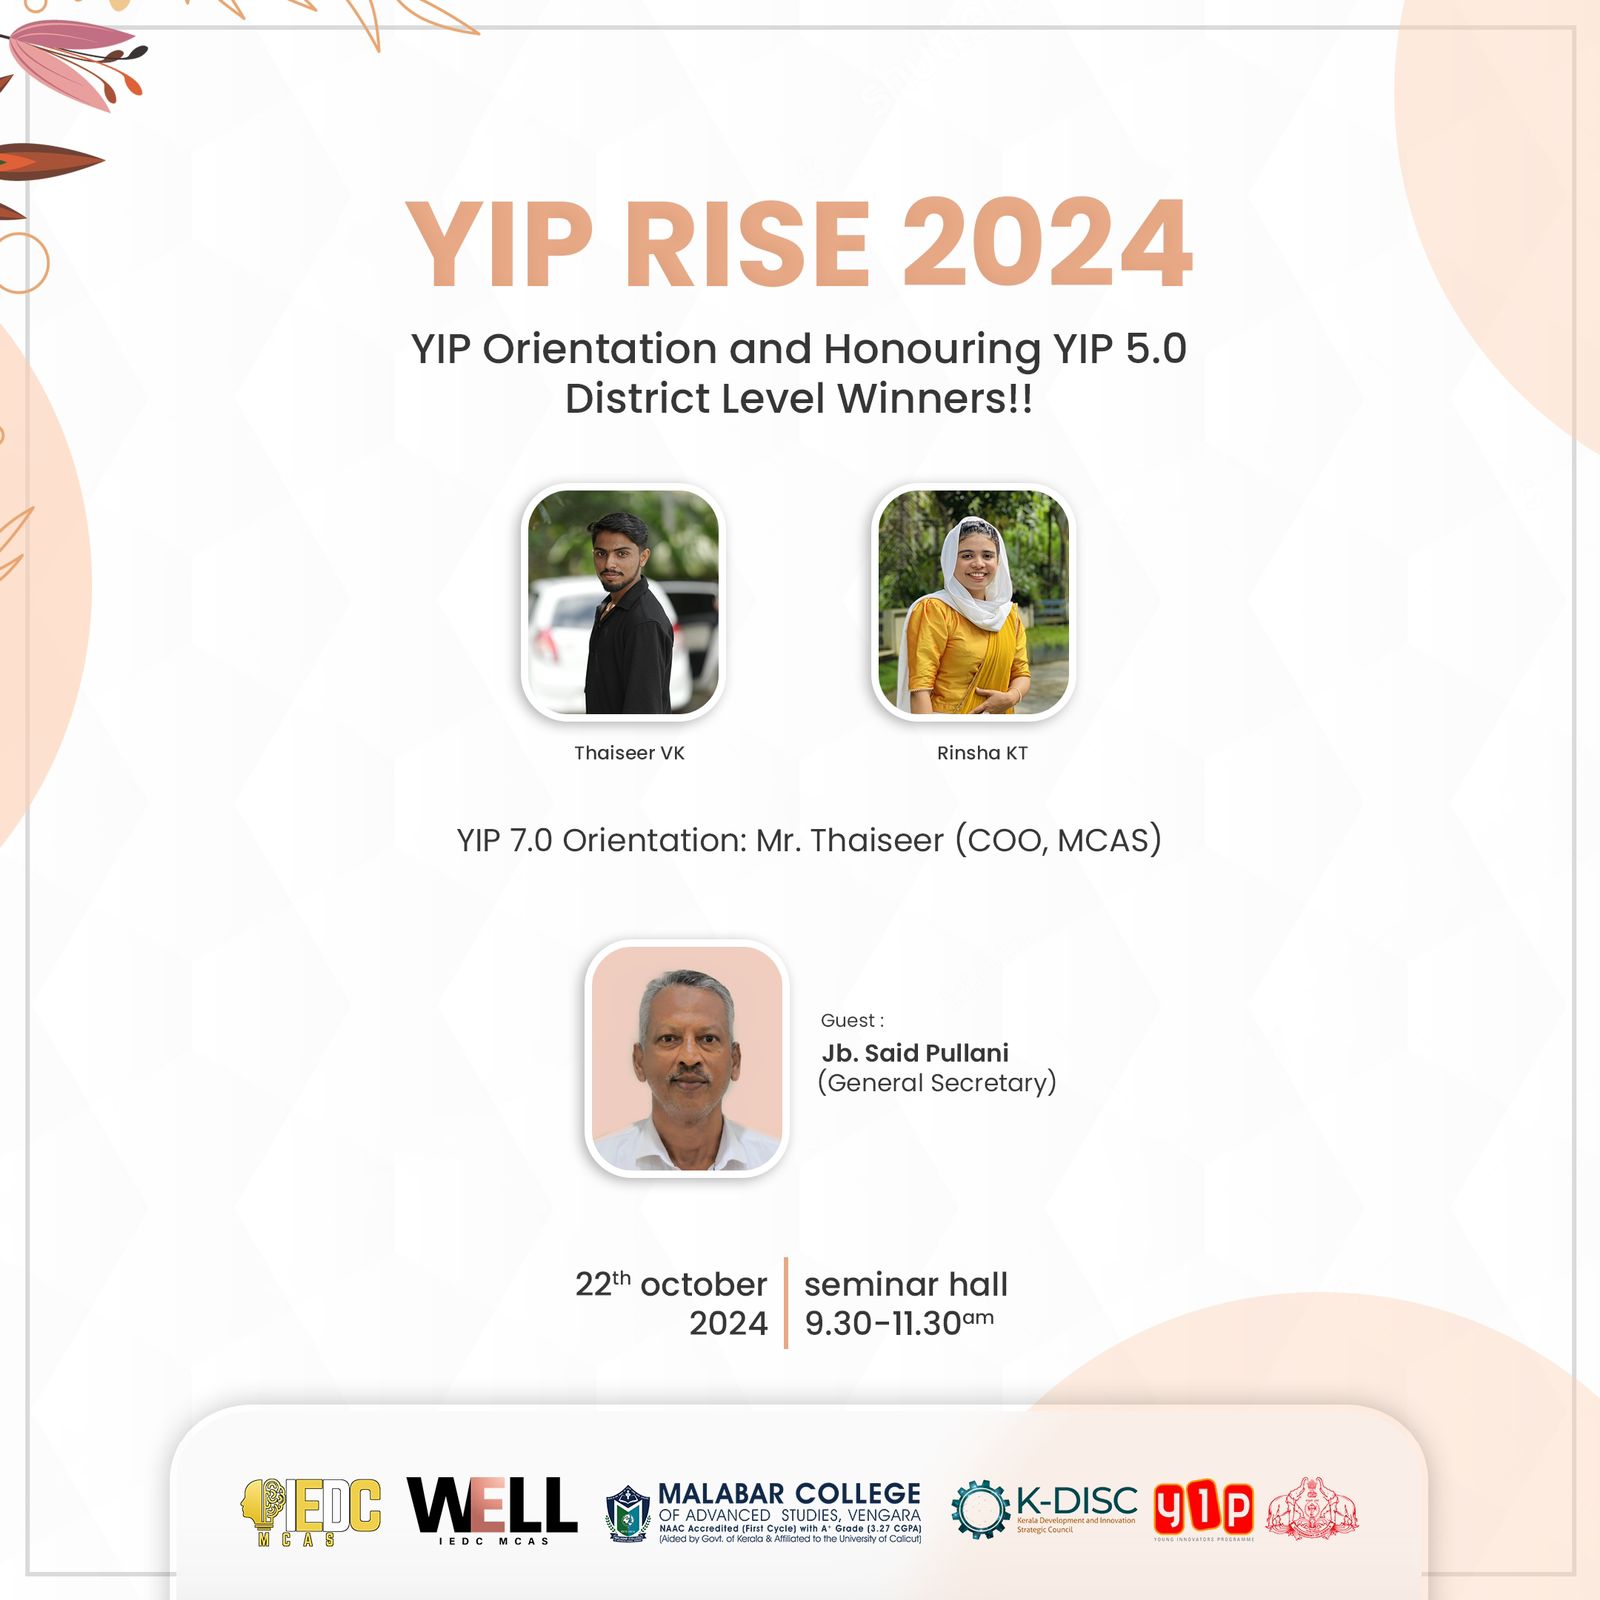 YIP RISE 2024
YIP Orientation and Honouring YIP 5.0
District Level Winners!!
Thaiseer VK
Rinsha KT
YIP 7.0 Orientation: Mr. Thaiseer (COO, MCAS)
Guest :
Jb. Said Pullani
(General Secretary)
22th october
2024
seminar hall
9.30-11.30am
IEDC
MCAS
WELL
IEDC MCAS
MALABAR COLLEGE
OF ADVANCED STUDIES, VENGARA
NAAC Accredited (First Cycle) with A+ Grade (3.27 CGPA)
(Aided by Govt. of Kerala & Affiliated to the University of Calicut)
K-DISC
Kerala Development and Innovation
Strategic Council
y1p
YOUNG INNOVATORS PROGRAMME